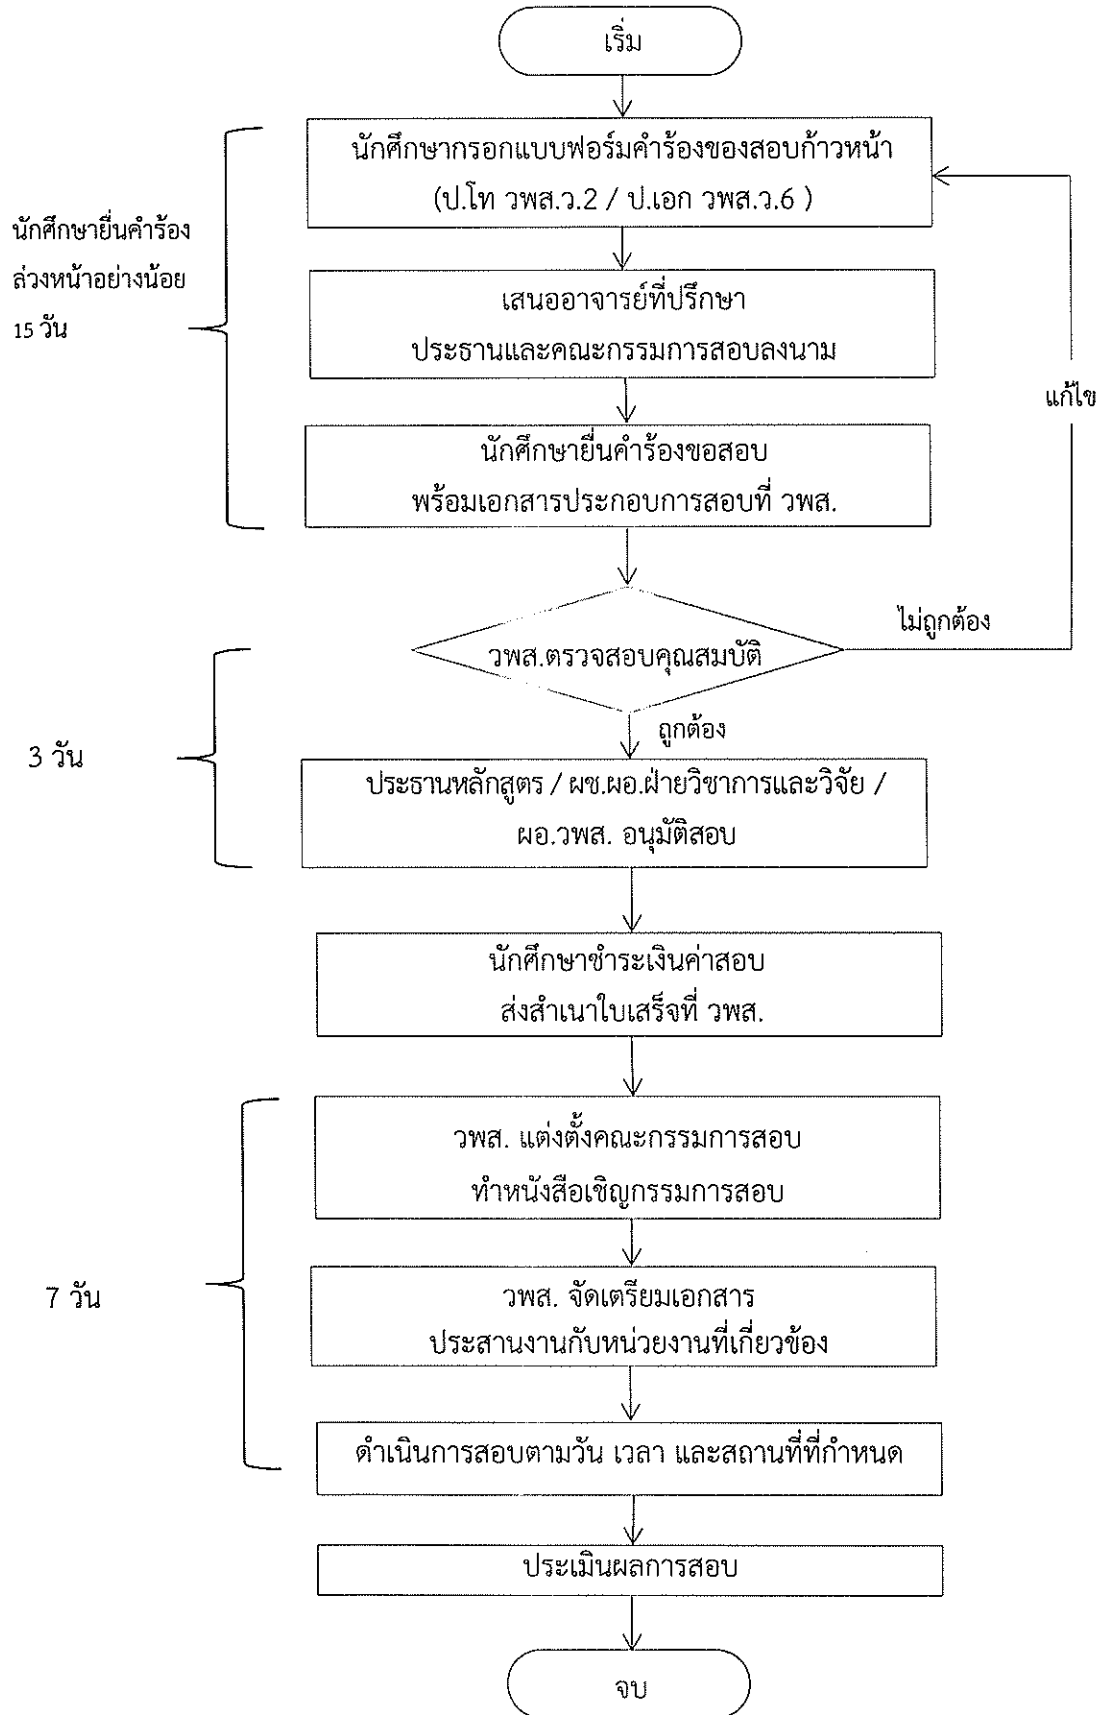 เริ่ม
นักศึกษากรอกแบบฟอร์มคำร้องของสอบก้าวหน้า
(ป.โท วพส.ว.2 / ป.เอก วพส.ว.6 )
นักศึกษายื่นคำร้อง
ล่วงหน้าอย่างน้อย
15 วัน
เสนออาจารย์ที่ปรึกษา
ประธานและคณะกรรมการสอบลงนาม
แก้ไข
นักศึกษายื่นคำร้องขอสอบ
พร้อมเอกสารประกอบการสอบที่ วพส.
ไม่ถูกต้อง
วพส.ตรวจสอบคุณสมบัติ
ถูกต้อง
3 วัน
ประธานหลักสูตร / ผช.ผอ.ฝ่ายวิชาการและวิจัย /
ผอ.วพส. อนุมัติสอบ
นักศึกษาชำระเงินค่าสอบ
ส่งสำเนาใบเสร็จที่ วพส.
วพส. แต่งตั้งคณะกรรมการสอบ
ทำหนังสือเชิญกรรมการสอบ
7 วัน
วพส. จัดเตรียมเอกสาร
ประสานงานกับหน่วยงานที่เกี่ยวข้อง
ดำเนินการสอบตามวัน เวลา และสถานที่ที่กำหนด
ประเมินผลการสอบ
จบ